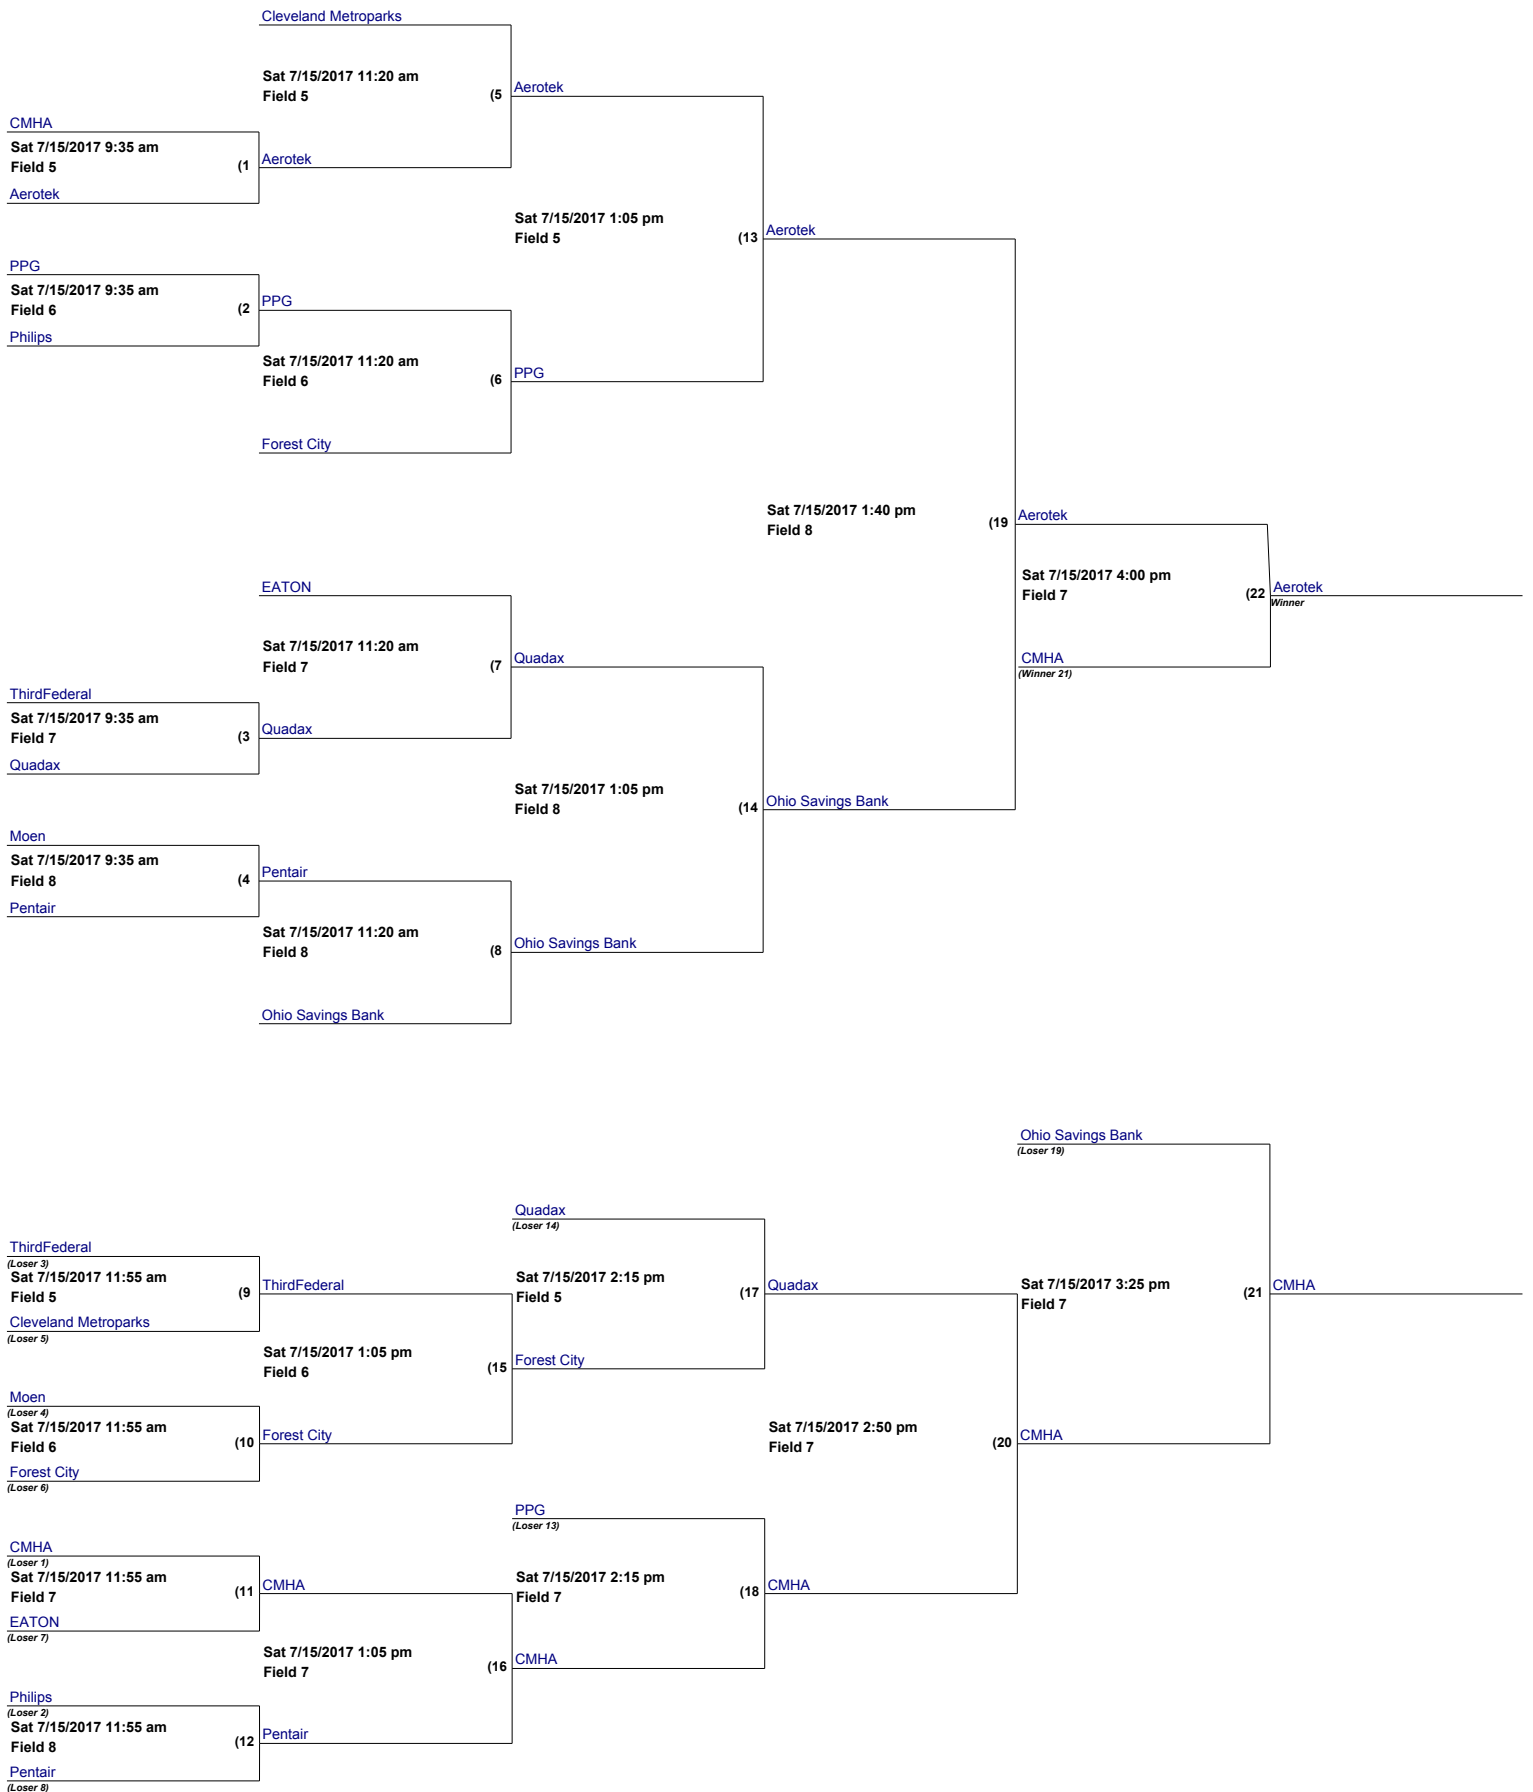 Cleveland Metroparks
Sat 7/15/2017 11:20 am
Field 5
(5
Aerotek
CMHA
Sat 7/15/2017 9:35 am
Field 5
(1
Aerotek
Aerotek
Sat 7/15/2017 1:05 pm
Field 5
(13
Aerotek
PPG
Sat 7/15/2017 9:35 am
Field 6
(2
PPG
Philips
Sat 7/15/2017 11:20 am
Field 6
(6
PPG
Forest City
Sat 7/15/2017 1:40 pm
Field 8
(19
Aerotek
EATON
Sat 7/15/2017 4:00 pm
Field 7
(22
Aerotek
Winner
Sat 7/15/2017 11:20 am
Field 7
(7
Quadax
CMHA
(Winner 21)
ThirdFederal
Sat 7/15/2017 9:35 am
Field 7
(3
Quadax
Quadax
Sat 7/15/2017 1:05 pm
Field 8
(14
Ohio Savings Bank
Moen
Sat 7/15/2017 9:35 am
Field 8
(4
Pentair
Pentair
Sat 7/15/2017 11:20 am
Field 8
(8
Ohio Savings Bank
Ohio Savings Bank
Ohio Savings Bank
(Loser 19)
Quadax
(Loser 14)
ThirdFederal
(Loser 3)
Sat 7/15/2017 11:55 am
Field 5
(9
ThirdFederal
Sat 7/15/2017 2:15 pm
Field 5
(17
Quadax
Sat 7/15/2017 3:25 pm
Field 7
(21
CMHA
Cleveland Metroparks
(Loser 5)
Sat 7/15/2017 1:05 pm
Field 6
(15
Forest City
Moen
(Loser 4)
Sat 7/15/2017 11:55 am
Field 6
(10
Forest City
Sat 7/15/2017 2:50 pm
Field 7
(20
CMHA
Forest City
(Loser 6)
PPG
(Loser 13)
CMHA
(Loser 1)
Sat 7/15/2017 11:55 am
Field 7
(11
CMHA
Sat 7/15/2017 2:15 pm
Field 7
(18
CMHA
EATON
(Loser 7)
Sat 7/15/2017 1:05 pm
Field 7
(16
CMHA
Philips
(Loser 2)
Sat 7/15/2017 11:55 am
Field 8
(12
Pentair
Pentair
(Loser 8)